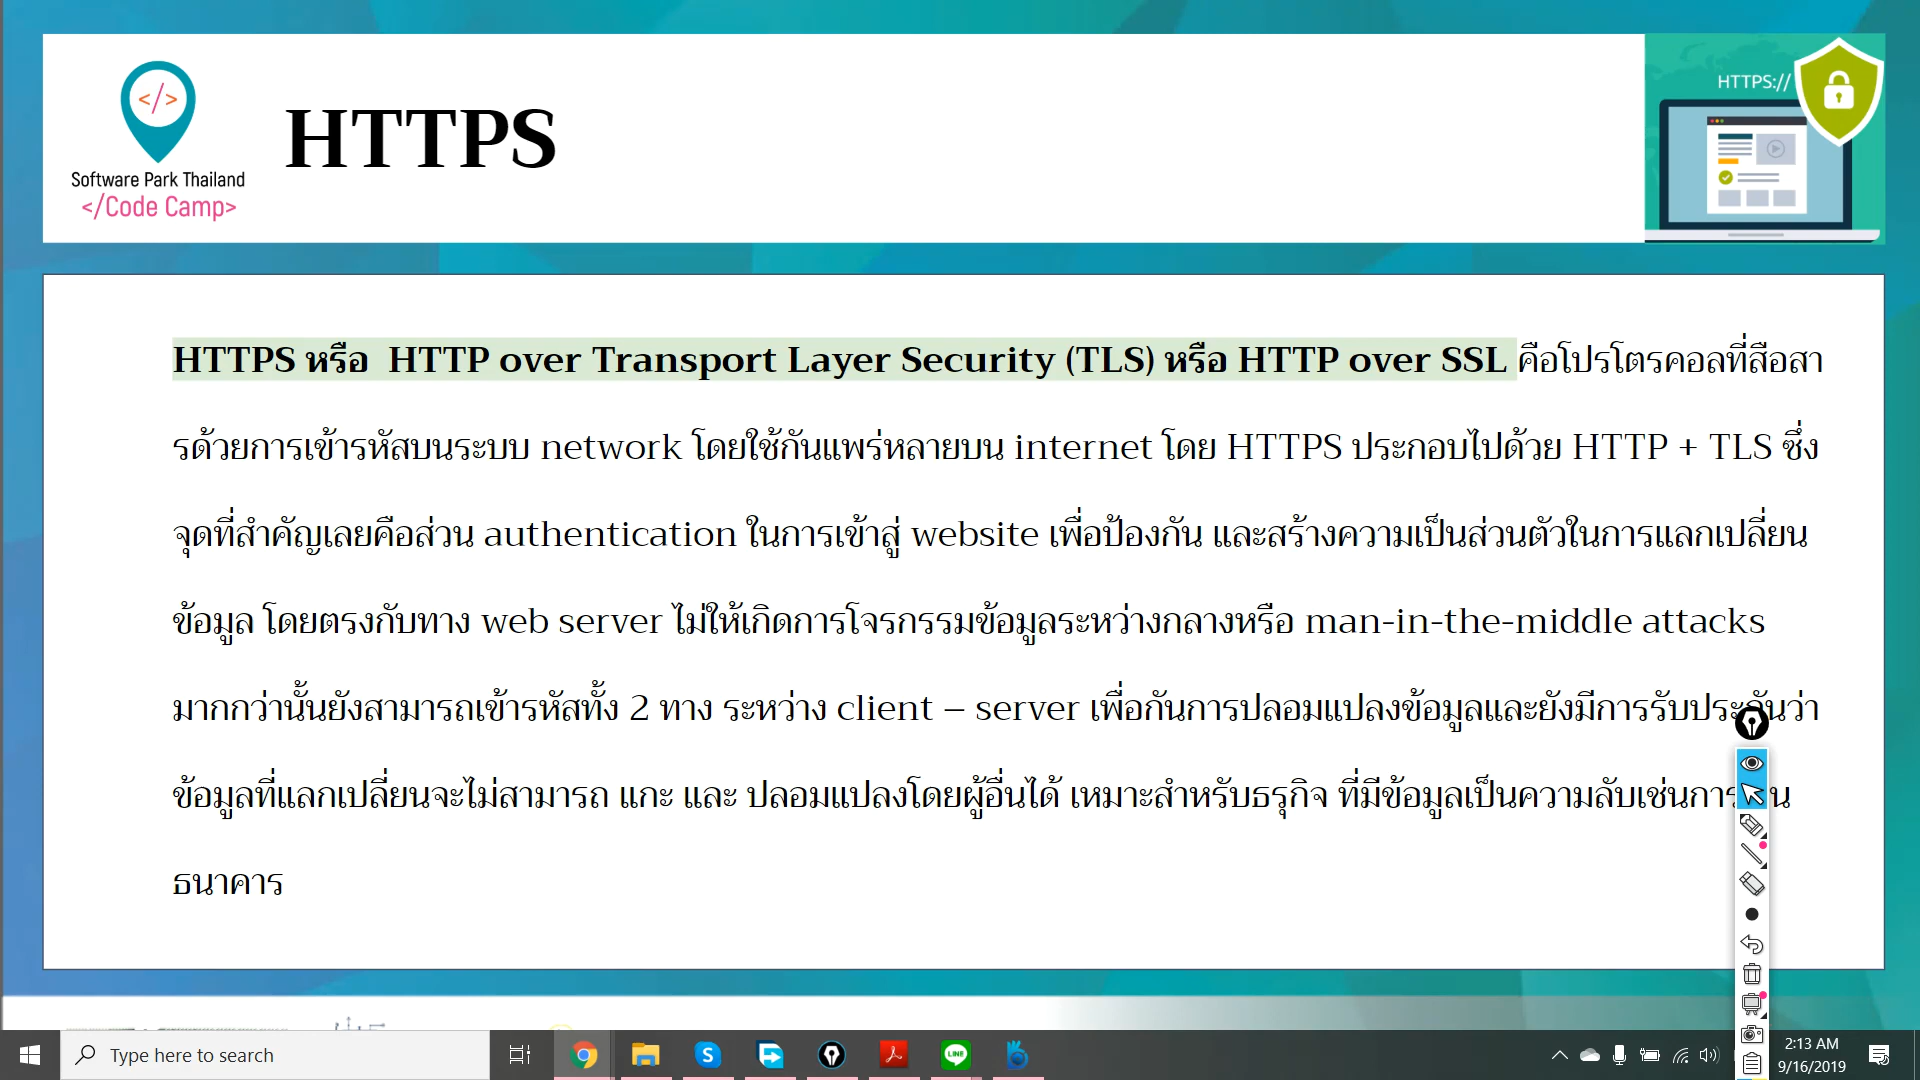 </>
Software Park Thailand
</Code Camp>
HTTPS
HTTPS://
HTTPS หรือ  HTTP over Transport Layer Security (TLS) หรือ HTTP over SSL คือโปรโตรคอลที่สือสา
รด้วยการเข้ารหัสบนระบบ network โดยใช้กันแพร่หลายบน internet โดย HTTPS ประกอบไปด้วย HTTP + TLS ซึ่ง
จุดที่สำคัญเลยคือส่วน authentication ในการเข้าสู่ website เพื่อป้องกัน และสร้างความเป็นส่วนตัวในการแลกเปลี่ยน
ข้อมูล โดยตรงกับทาง web server ไม่ให้เกิดการโจรกรรมข้อมูลระหว่างกลางหรือ man-in-the-middle attacks
มากกว่านั้นยังสามารถเข้ารหัสทั้ง 2 ทาง ระหว่าง client – server เพื่อกันการปลอมแปลงข้อมูลและยังมีการรับประกันว่า
ข้อมูลที่แลกเปลี่ยนจะไม่สามารถ แกะ และ ปลอมแปลงโดยผู้อื่นได้ เหมาะสำหรับธรุกิจ ที่มีข้อมูลเป็นความลับเช่นการ
ธนาคาร
Type here to search
LINE
2:13 AM
9/16/2019